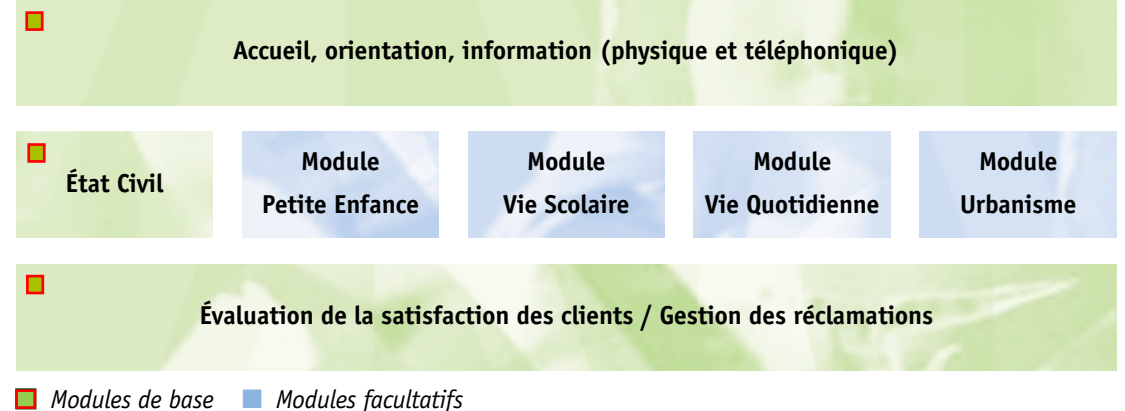 Accueil, orientation, information (physique et téléphonique)
État Civil
Module
Petite Enfance
Module
Vie Scolaire
Module
Vie Quotidienne
Module
Urbanisme
Évaluation de la satisfaction des clients / Gestion des réclamations
Modules de base
Modules facultatifs